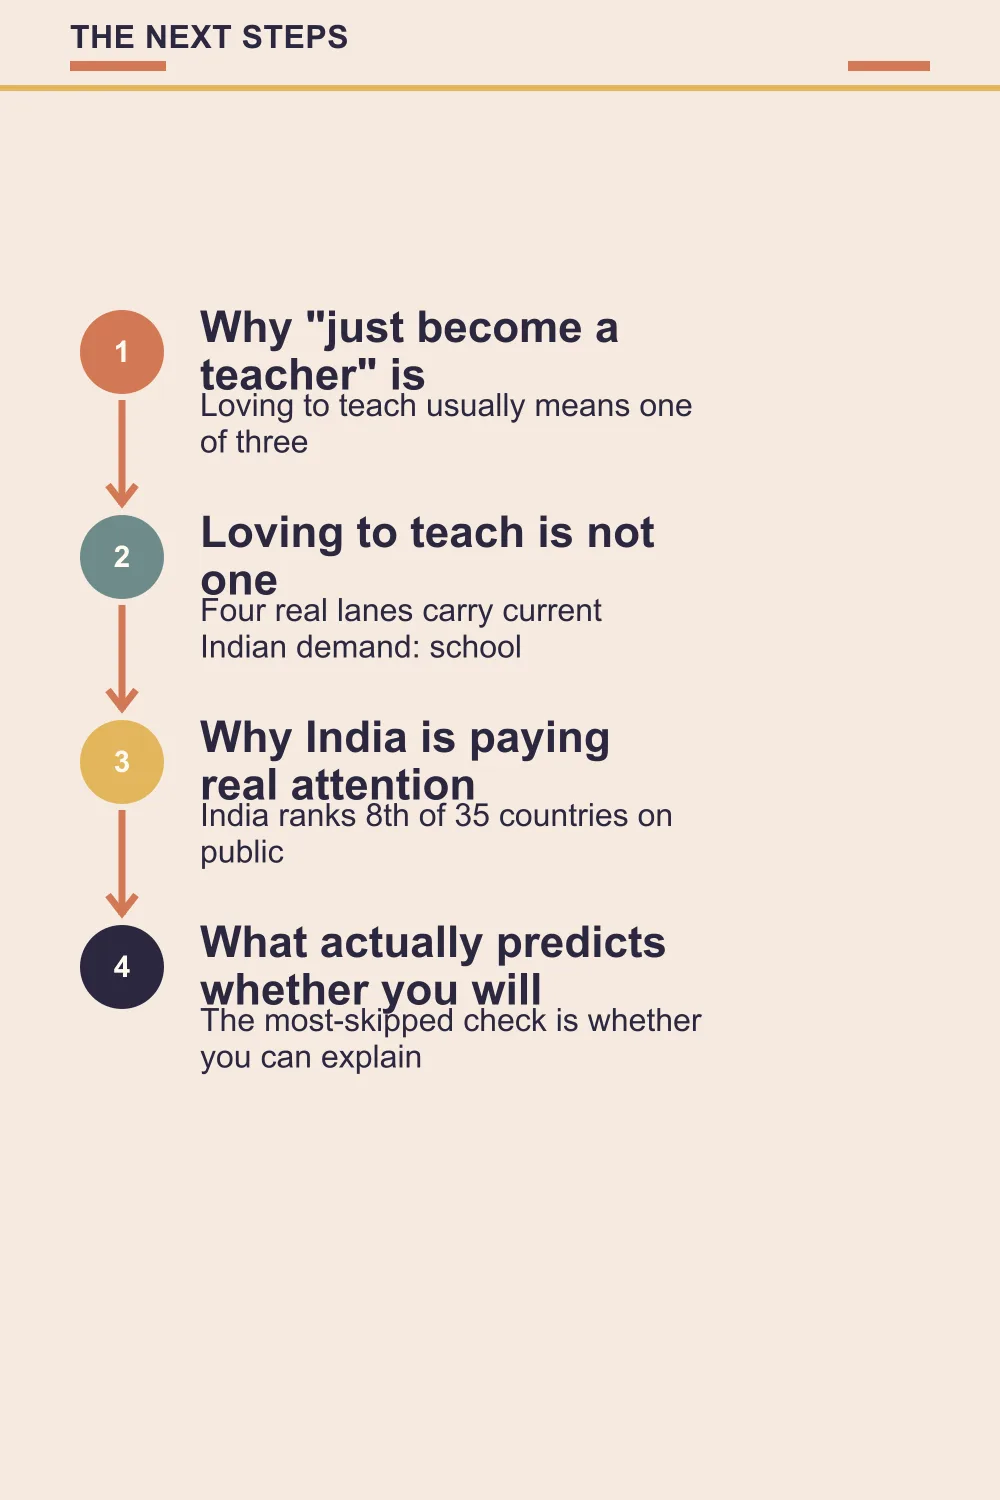 THE NEXT STEPS
1
Why "just become a
teacher" is
Loving to teach usually means one
of three
2
Loving to teach is not
one
Four real lanes carry current
Indian demand: school
3
Why India is paying
real attention
India ranks 8th of 35 countries on
public
4
What actually predicts
whether you will
The most-skipped check is whether
you can explain